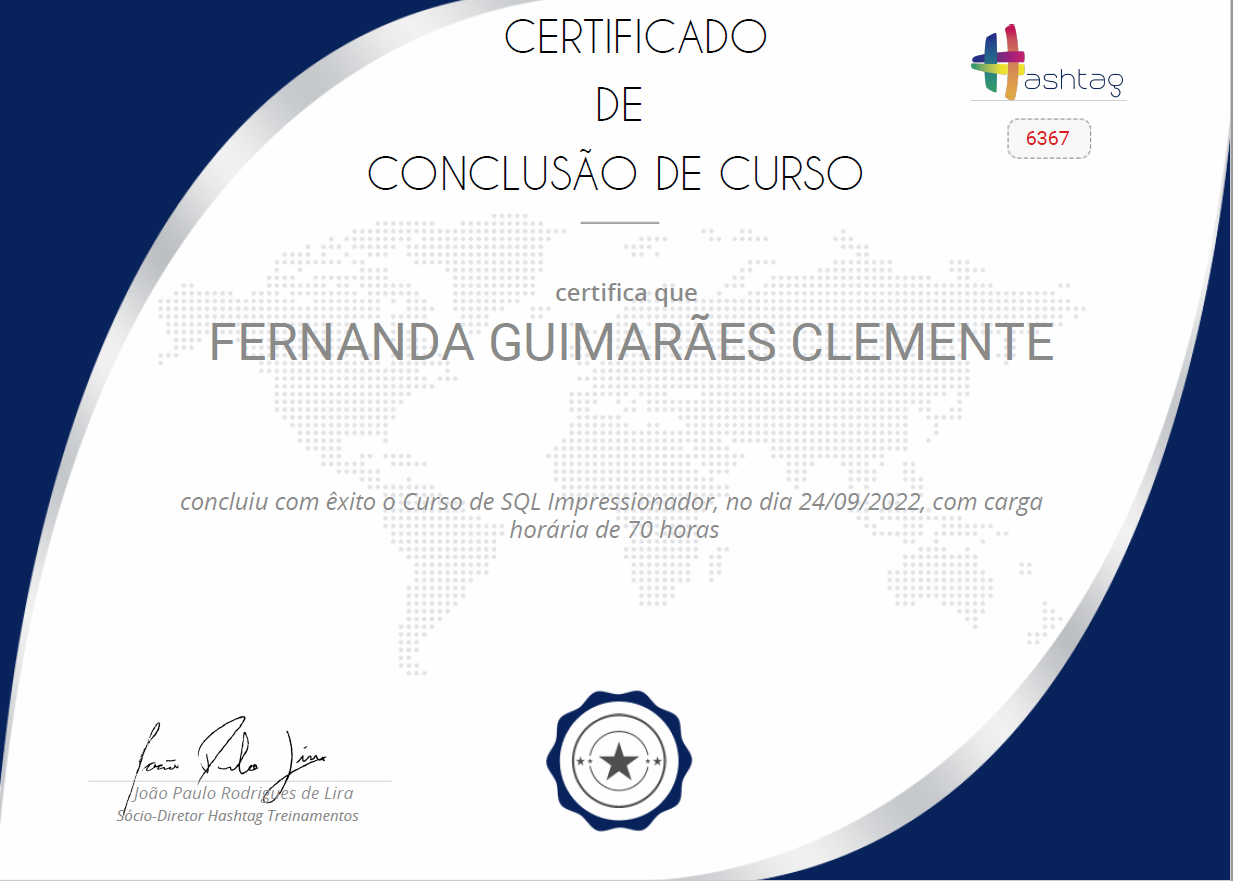 CERTIFICADO
DE
CONCLUSÃO DE CURSO
Hashtag
6367
certifica que
FERNANDA GUIMARÃES CLEMENTE
concluiu com êxito o Curso de SQL Impressionador, no dia 24/09/2022, com carga
horária de 70 horas
João Paulo Lira
João Paulo Rodrigues de Lira
Sócio-Diretor Hashtag Treinamentos